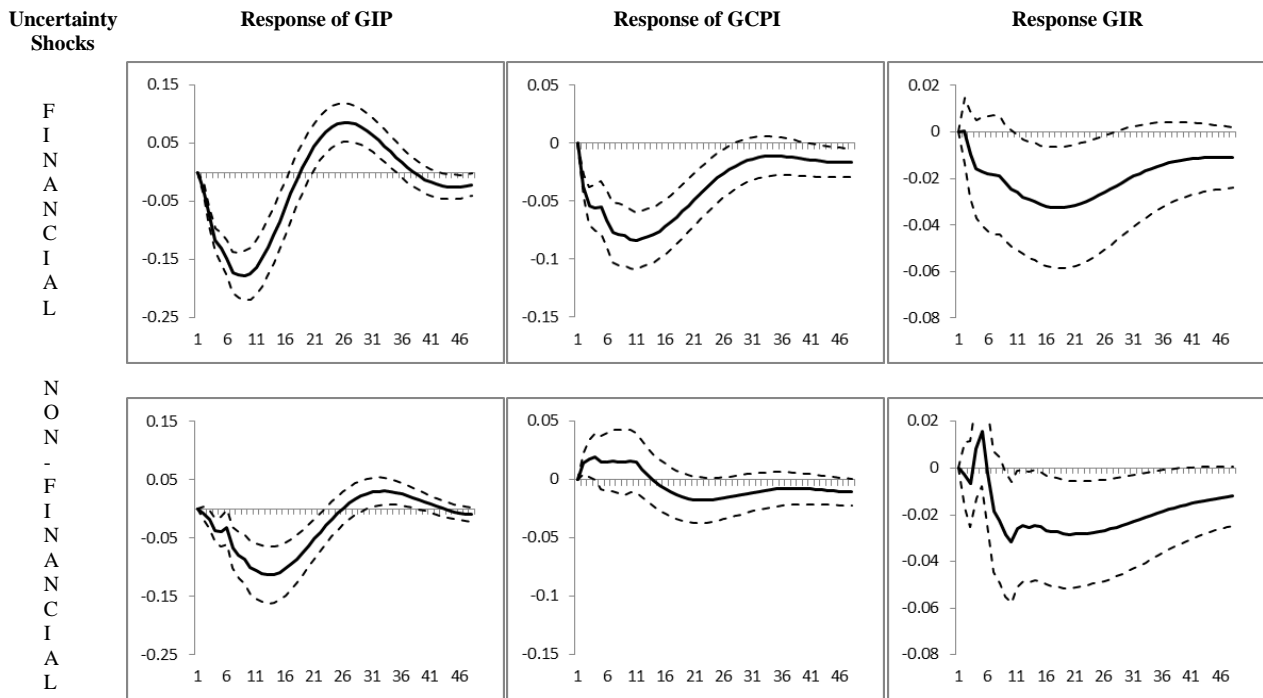 Uncertainty Shocks
Response of GIP
Response of GCPI
Response GIR
FINANCIAL
0.15
0.05
-0.05
-0.15
-0.25
1 6 11 16 21 26 31 36 41 46
0.05
0
-0.05
-0.1
-0.15
1 6 11 16 21 26 31 36 41 46
0.02
0
-0.02
-0.04
-0.06
-0.08
1 6 11 16 21 26 31 36 41 46
NON-FINANCIAL
0.15
0.05
-0.05
-0.15
-0.25
1 6 11 16 21 26 31 36 41 46
0.05
0
-0.05
-0.1
-0.15
1 6 11 16 21 26 31 36 41 46
0.02
0
-0.02
-0.04
-0.06
-0.08
1 6 11 16 21 26 31 36 41 46